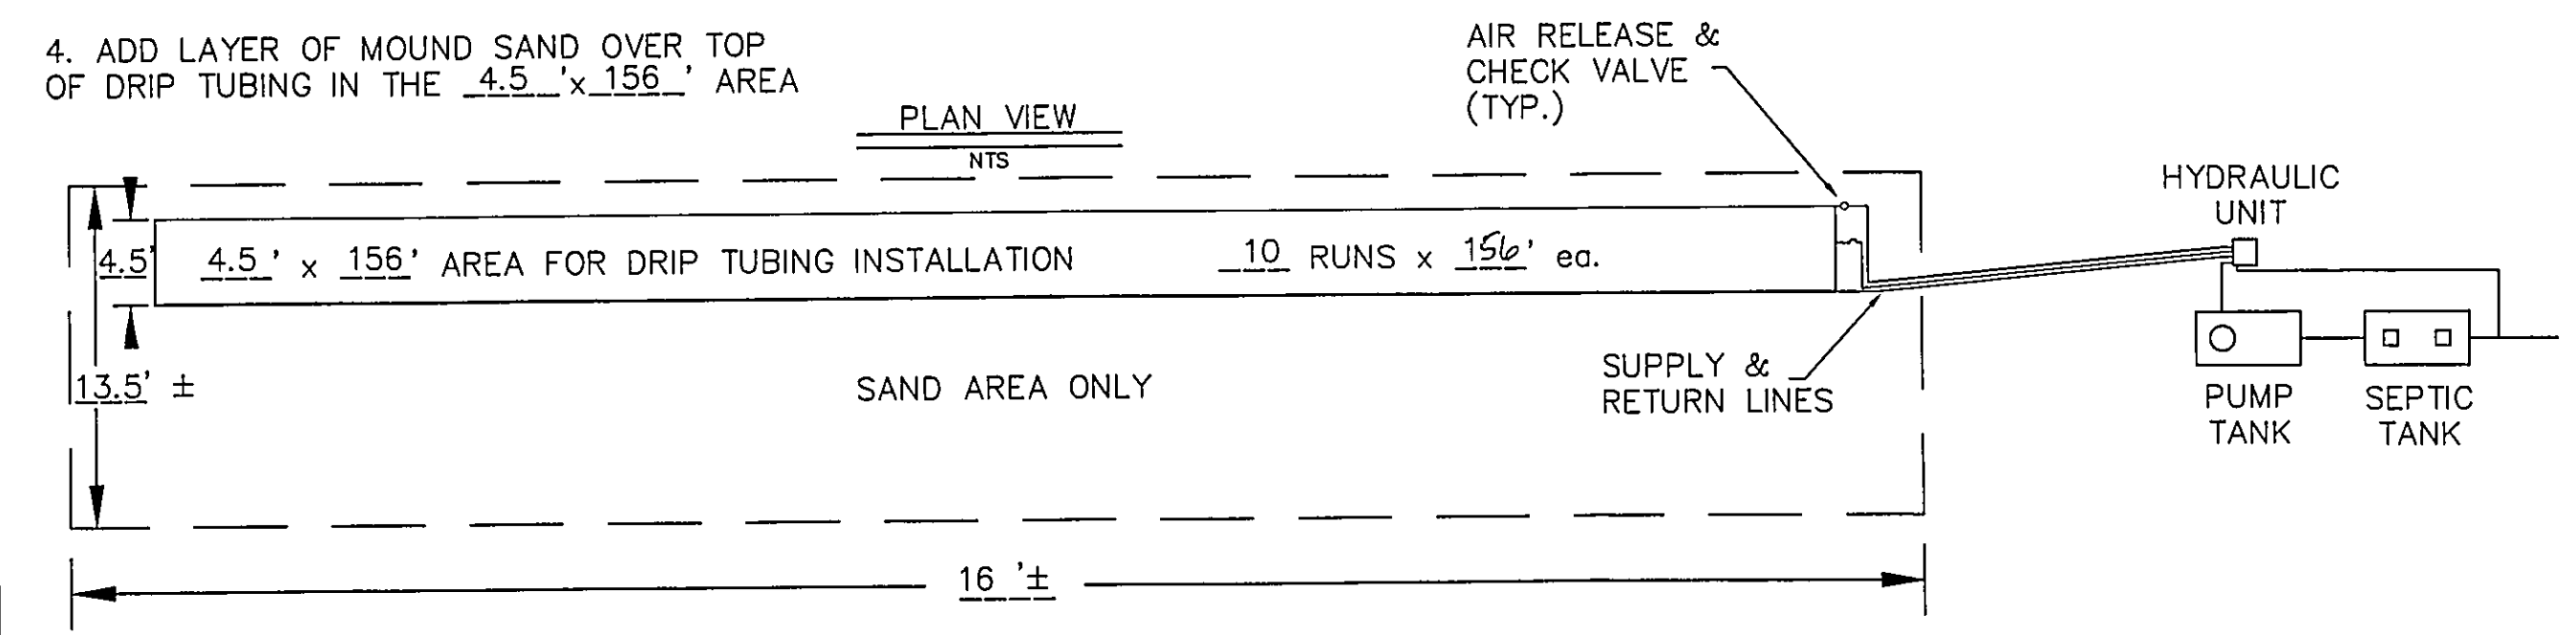 4. ADD LAYER OF MOUND SAND OVER TOP
OF DRIP TUBING IN THE 4.5 'x 156 ' AREA
PLAN VIEW
NTS
AIR RELEASE &
CHECK VALVE
(TYP.)
HYDRAULIC
UNIT
4.5'
4.5 ' x 156' AREA FOR DRIP TUBING INSTALLATION
10 RUNS x 156' ea.
13.5' ±
SAND AREA ONLY
SUPPLY &
RETURN LINES
PUMP
TANK
SEPTIC
TANK
16 '±